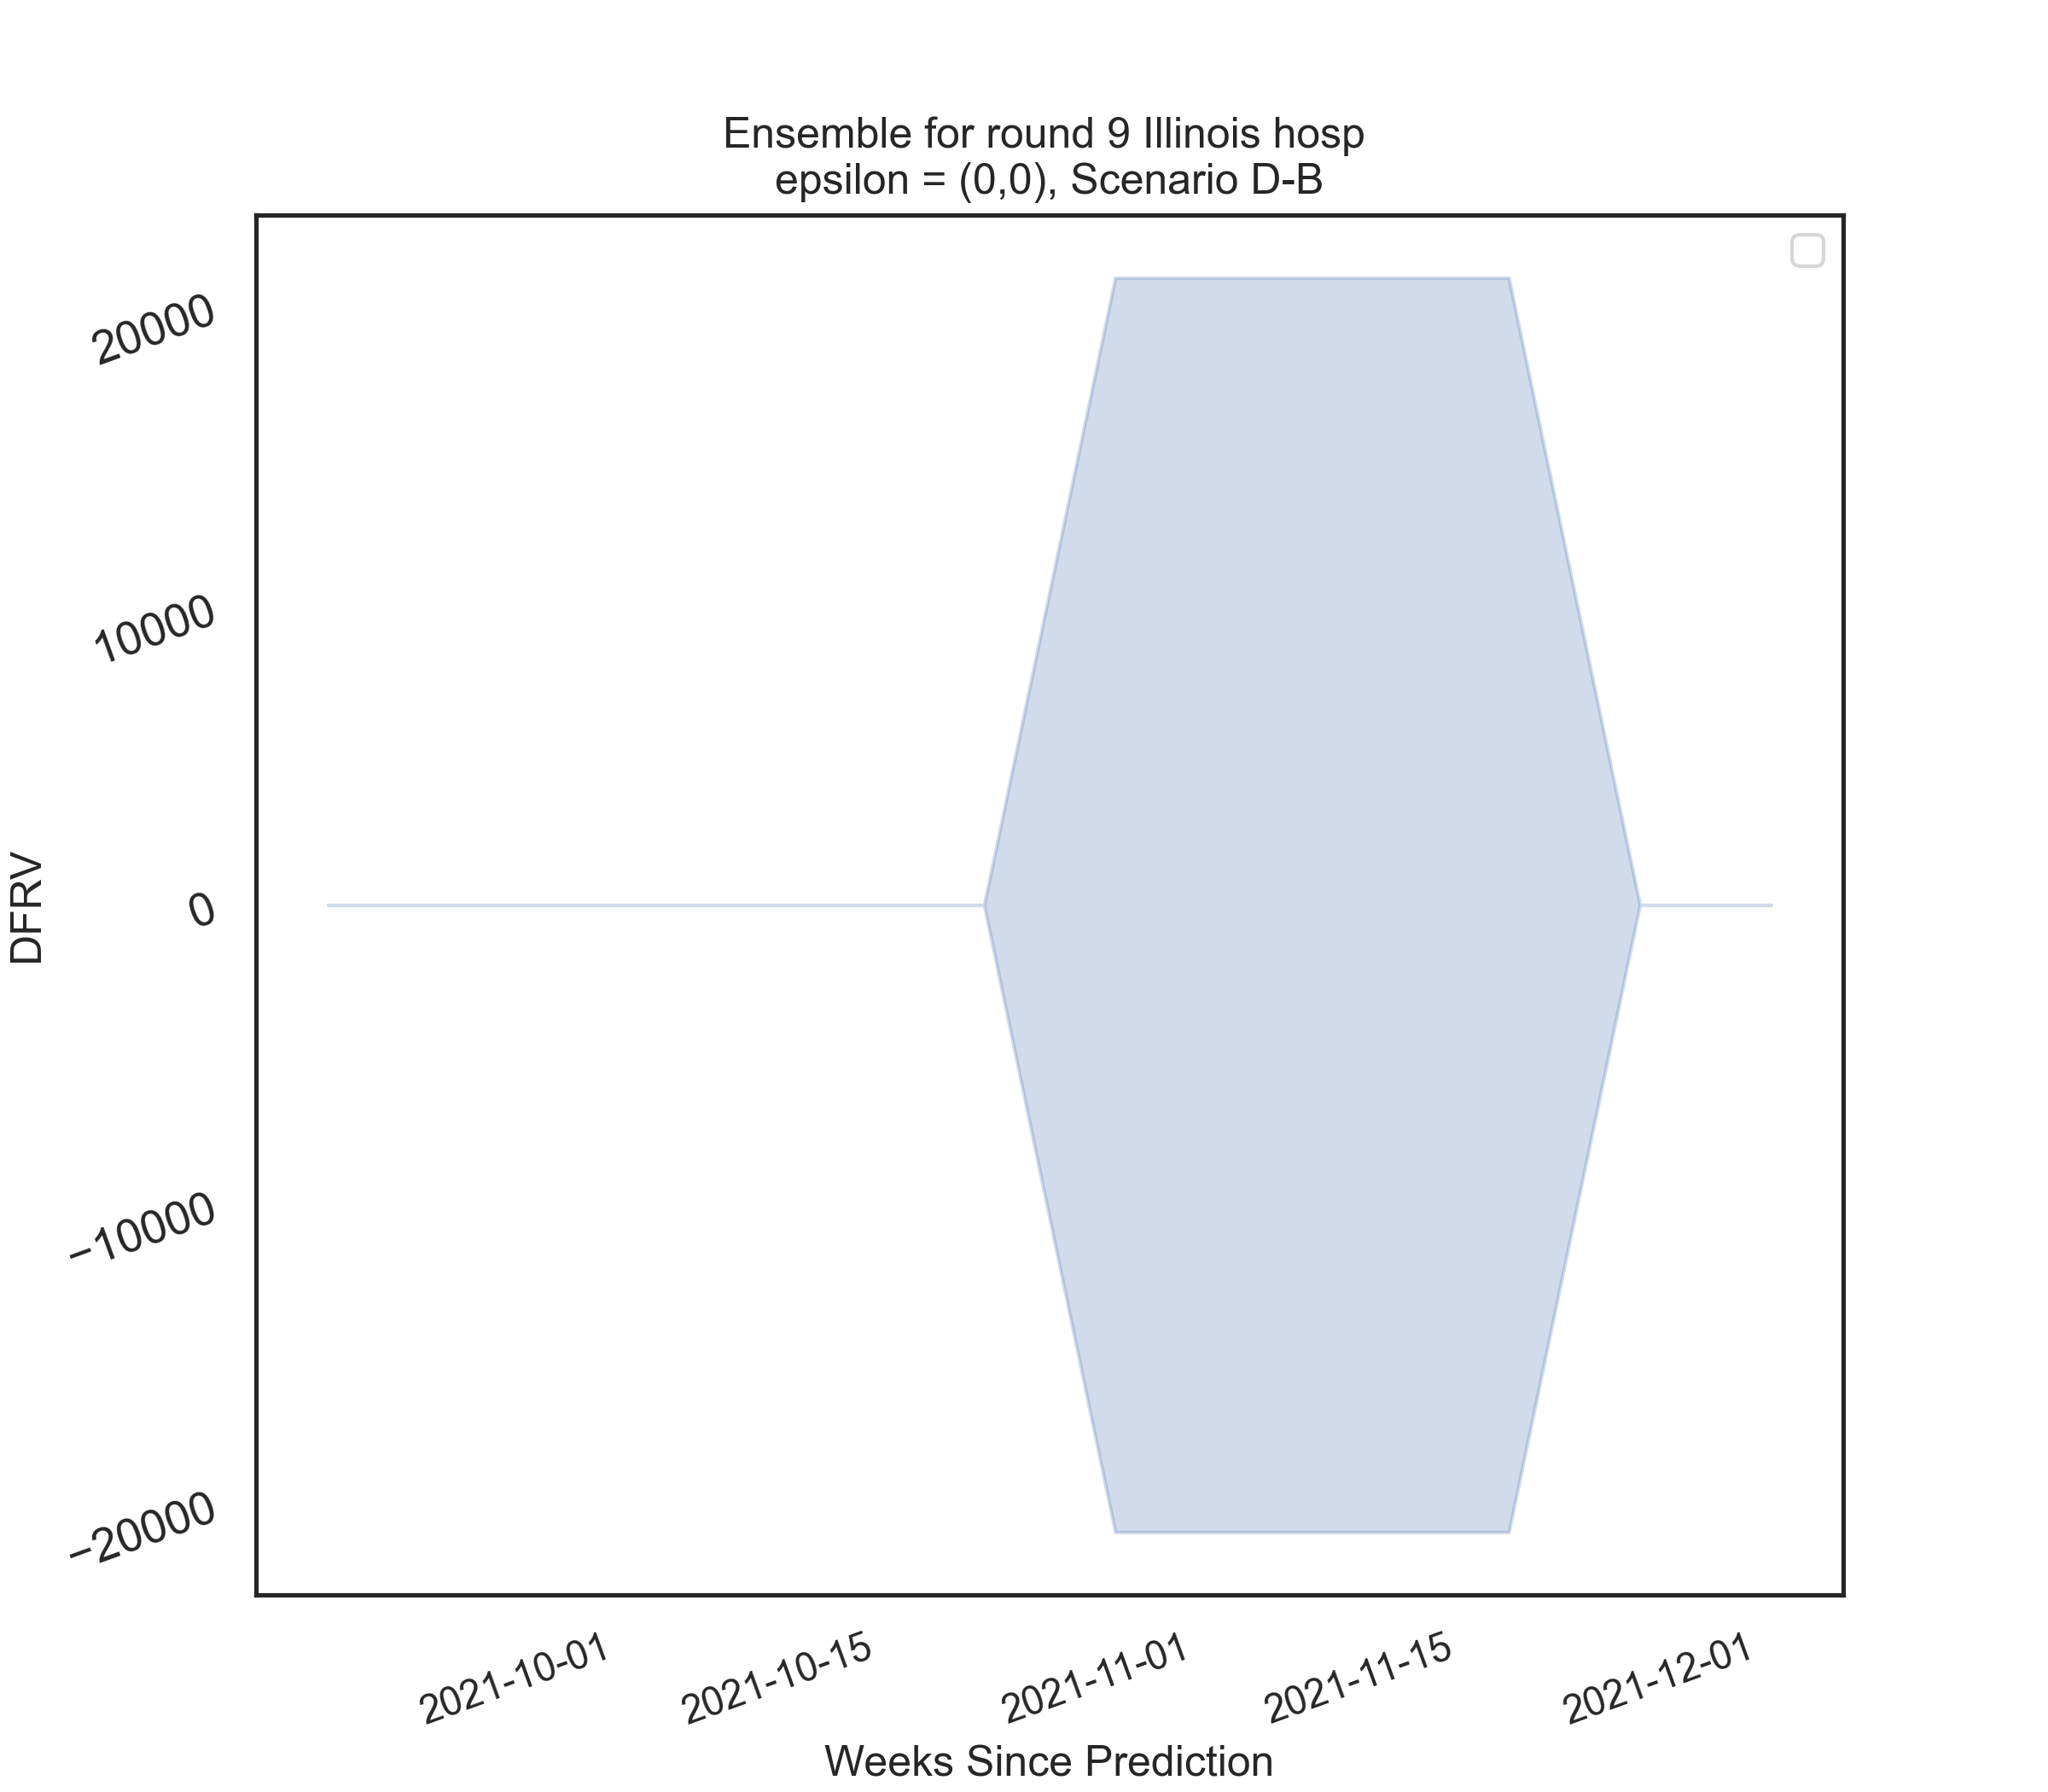 Ensemble for round 9 Illinois hosp
epsilon = (0,0), Scenario D-B
20000
10000
0
−10000
−20000
DFRV
2021-10-01
2021-10-15
2021-11-01
2021-11-15
2021-12-01
Weeks Since Prediction